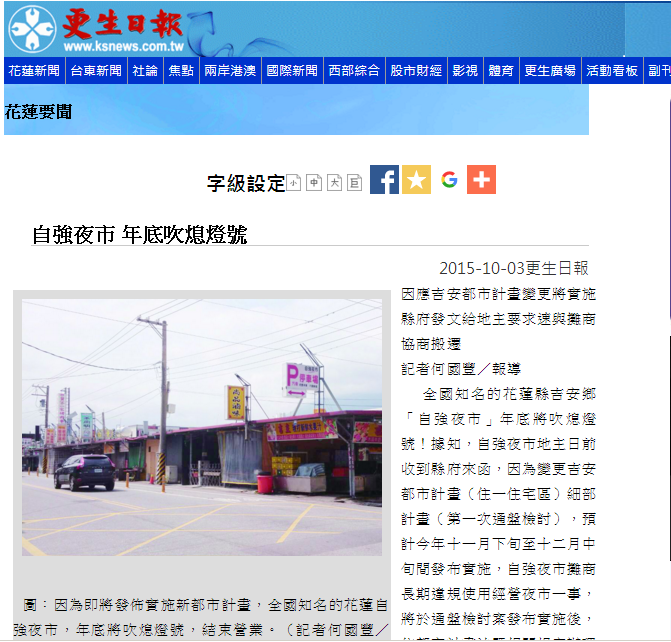 更生日報
www.ksnews.com.tw
花蓮新聞 台東新聞 社論 焦點 兩岸港澳 國際新聞 西部綜合 股市財經 影視 體育 更生廣場 活動看板 副刊
花蓮要聞
字級設定 小 中 大 巨
自強夜市 年底吹熄燈號
2015-10-03更生日報
因應吉安都市計畫變更將實施
縣府發文給地主要求速與攤商
協商搬遷
記者何國豐／報導
全國知名的花蓮縣吉安鄉
「自強夜市」年底將吹熄燈
號！據知，自強夜市地主日前
收到縣府來函，因為變更吉安
都市計畫（住一住宅區）細部
計畫（第一次通盤檢討），預
計今年十一月下旬至十二月中
旬間發布實施，自強夜市攤商
長期違規使用經營夜市一事，
將於通盤檢討案發布實施後，
P 停車場
圖：因為即將發佈實施新都市計畫，全國知名的花蓮自
強夜市，年底將吹熄燈號，結束營業。（記者何國豐／